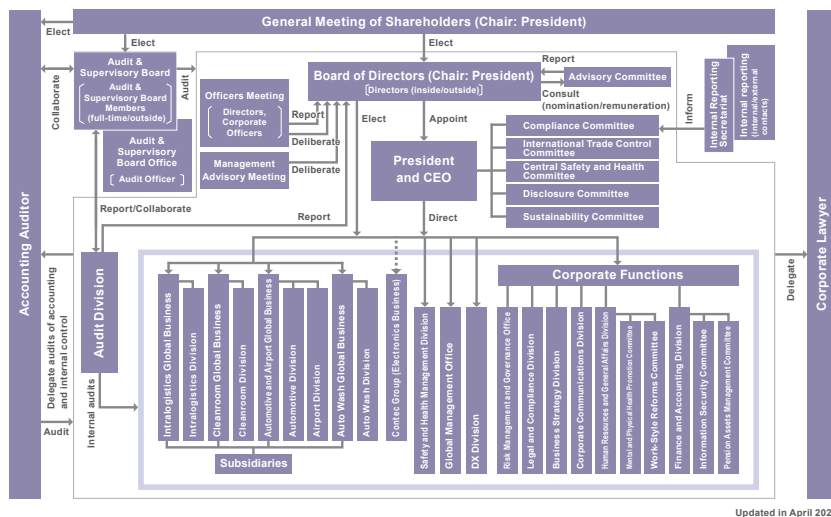 General Meeting of Shareholders (Chair: President)
Elect
Elect
Elect
Accounting Auditor
Corporate Lawyer
Collaborate
Audit &
Supervisory Board
Audit &
Supervisory Board
Members
(full-time/outside)
Audit
Audit &
Supervisory
Board Office
Audit Officer
Officers Meeting
Directors,
Corporate
Officers
Management
Advisory Meeting
Report
Deliberate
Deliberate
Board of Directors (Chair: President)
[Directors (inside/outside)]
Report
Advisory Committee
Consult
(nomination/remuneration)
Elect
Appoint
President
and CEO
Direct
Compliance Committee
International Trade Control
Committee
Central Safety and Health
Committee
Disclosure Committee
Sustainability Committee
Inform
Internal Reporting
Secretariat
Internal reporting
(internal/external
contacts)
Report/Collaborate
Report
Audit Division
Delegate audits of accounting
and internal control
Internal audits
Audit
Delegate
Intralogistics Global Business
Intralogistics Division
Cleanroom Global Business
Cleanroom Division
Automotive and Airport Global Business
Automotive Division
Airport Division
Auto Wash Global Business
Auto Wash Division
Contec Group (Electronics Business)
Subsidiaries
Safety and Health Management Division
Global Management Office
DX Division
Corporate Functions
Risk Management and Governance Office
Legal and Compliance Division
Business Strategy Division
Corporate Communications Division
Human Resources and General Affairs Division
Mental and Physical Health Promotion Committee
Work-Style Reforms Committee
Finance and Accounting Division
Information Security Committee
Pension Assets Management Committee
Updated in April 202